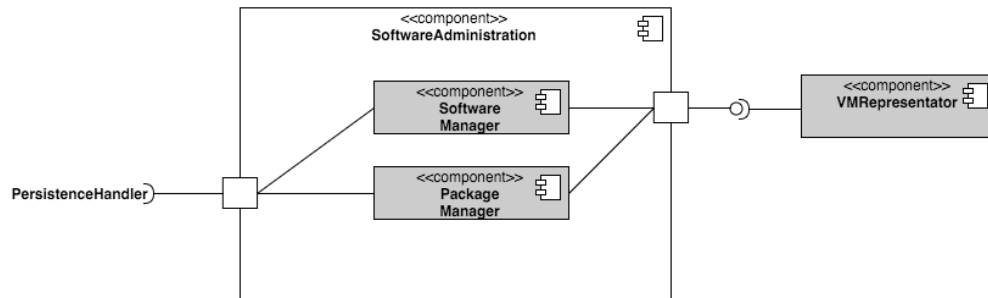 <<component>>
SoftwareAdministration
<<component>>
Software
Manager
<<component>>
VMRepresentator
<<component>>
Package
Manager
PersistenceHandler